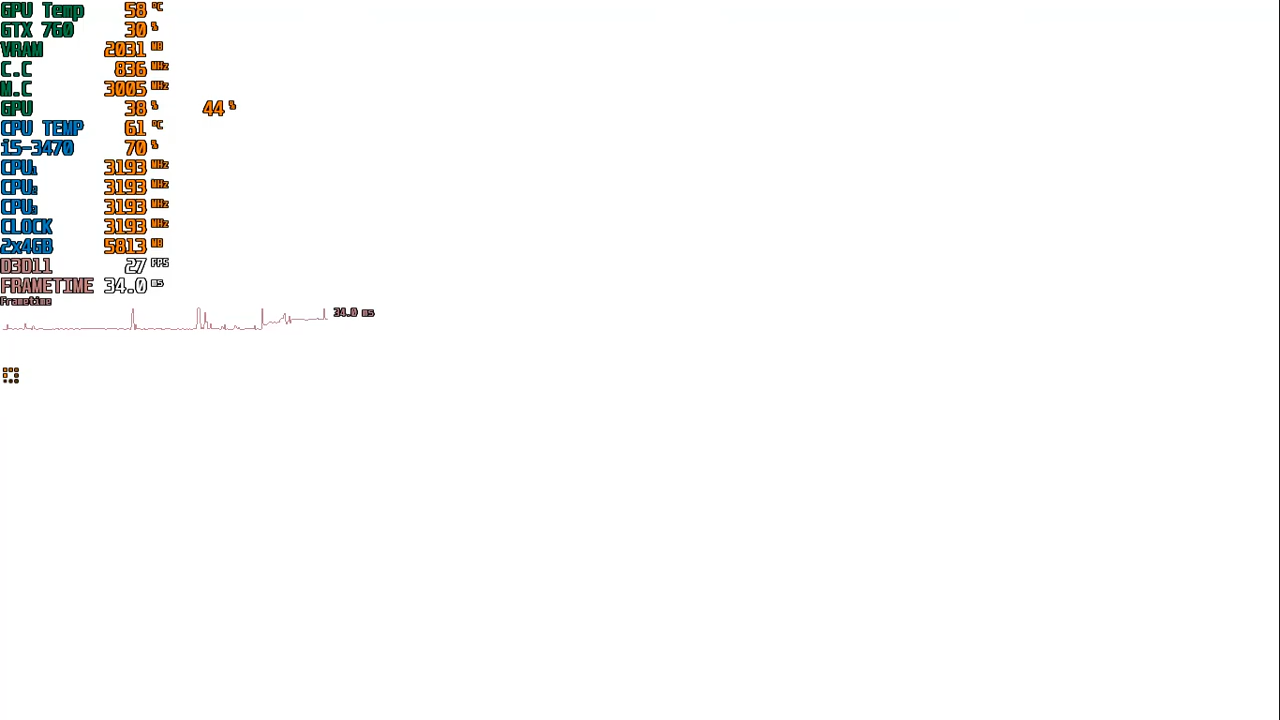 GPU Temp 58 °C
GTX 760 30 %
VRAM 2031 MB
C.C 836 MHz
M.C 3005 MHz
GPU 38 % 44 %
CPU TEMP 61 °C
i5-3470 70 %
CPU1 3193 MHz
CPU2 3193 MHz
CPU3 3193 MHz
CLOCK 3193 MHz
2x4GB 5813 MB
D3D11 27 FPS
FRAMETIME 34.0 ms
Frametime
34.0 ms